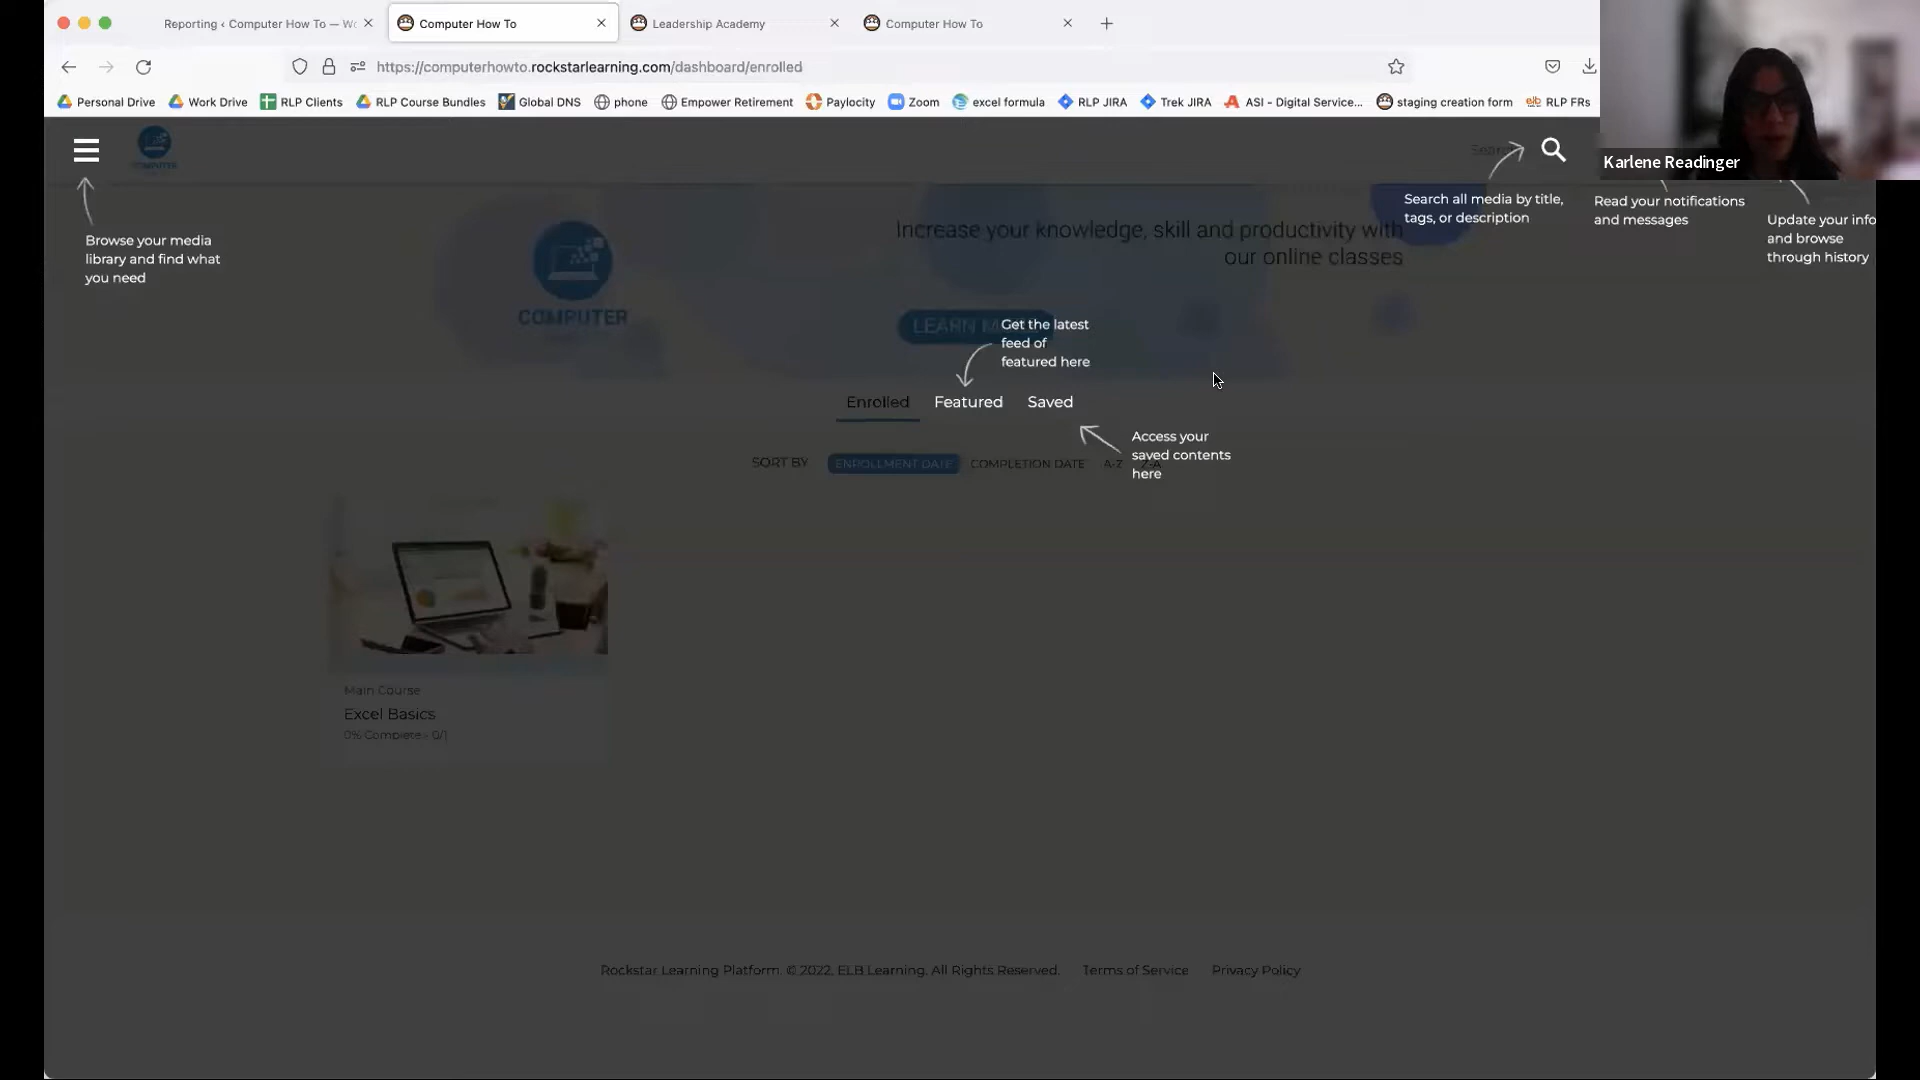 Reporting ‹ Computer How To — Wo
Computer How To
Leadership Academy
Computer How To
https://computerhowto.rockstarlearning.com/dashboard/enrolled
Personal Drive
Work Drive
RLP Clients
RLP Course Bundles
Global DNS
phone
Empower Retirement
Paylocity
Zoom
excel formula
RLP JIRA
Trek JIRA
ASI - Digital Service...
staging creation form
RLP FRs
Karlene Readinger
COMPUTER
Browse your media
library and find what
you need
Search all media by title,
tags, or description
Read your notifications
and messages
Update your info
and browse
through history
Increase your knowledge, skill and productivity with
our online classes
COMPUTER
LEARN M
Get the latest
feed of
featured here
Enrolled
Featured
Saved
Access your
saved contents
here
SORT BY
ENROLLMENT DATE
COMPLETION DATE
A-Z
Z-A
Main Course
Excel Basics
0% Complete - 0/1
Rockstar Learning Platform. © 2022, ELB Learning. All Rights Reserved.
Terms of Service
Privacy Policy